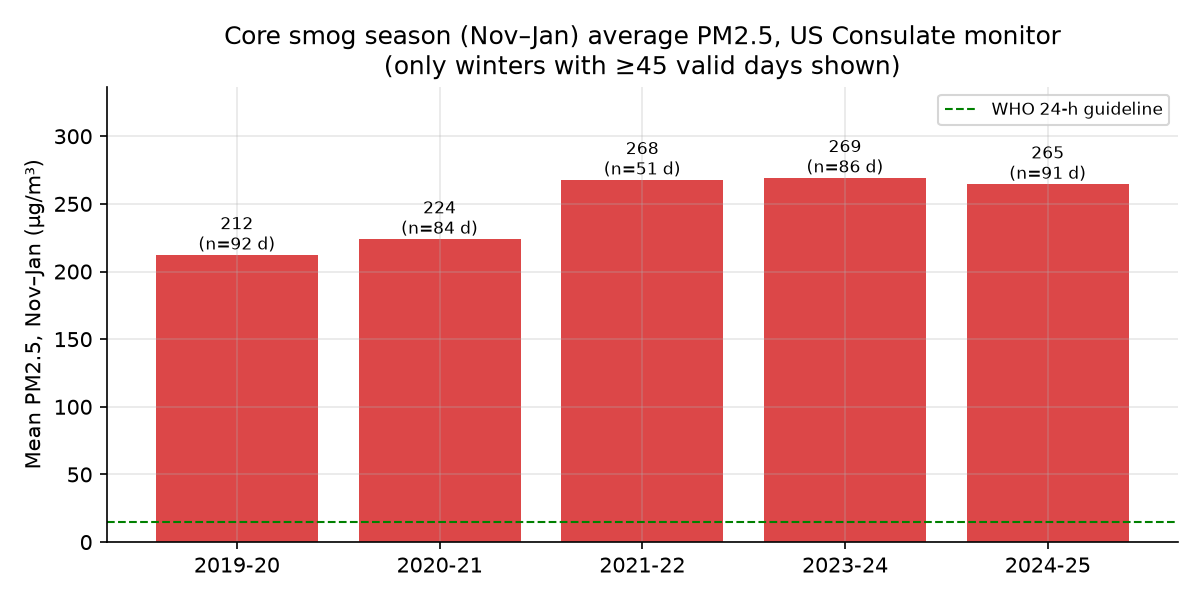 Core smog season (Nov–Jan) average PM2.5, US Consulate monitor
(only winters with ≥45 valid days shown)
WHO 24-h guideline
Mean PM2.5, Nov–Jan (µg/m³)
300
250
200
150
100
50
0
212
(n=92 d)
224
(n=84 d)
268
(n=51 d)
269
(n=86 d)
265
(n=91 d)
2019-20
2020-21
2021-22
2023-24
2024-25